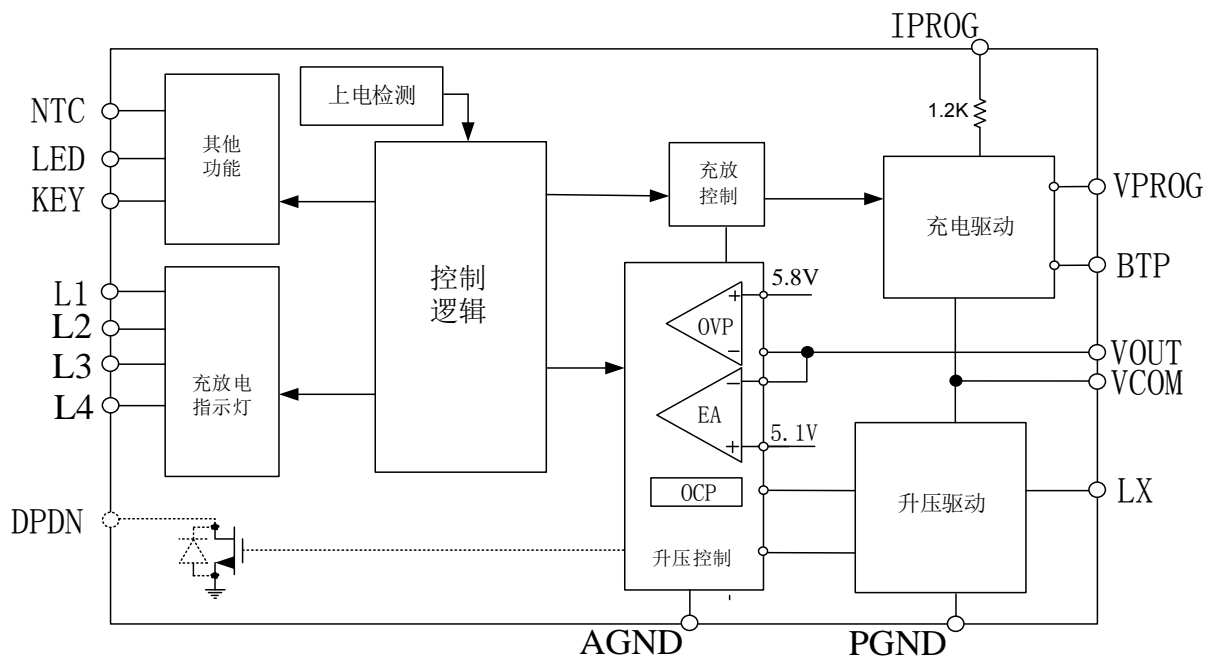 IPROG
NTC
LED
KEY
其他
功能
上电检测
1.2K
充放
控制
充电驱动
VPROG
BTP
L1
L2
L3
L4
充放电
指示灯
控制
逻辑
+
5.8V
OVP
−
VOUT
VCOM
−
EA
+
5.1V
OCP
升压驱动
LX
DPDN
升压控制
AGND
PGND